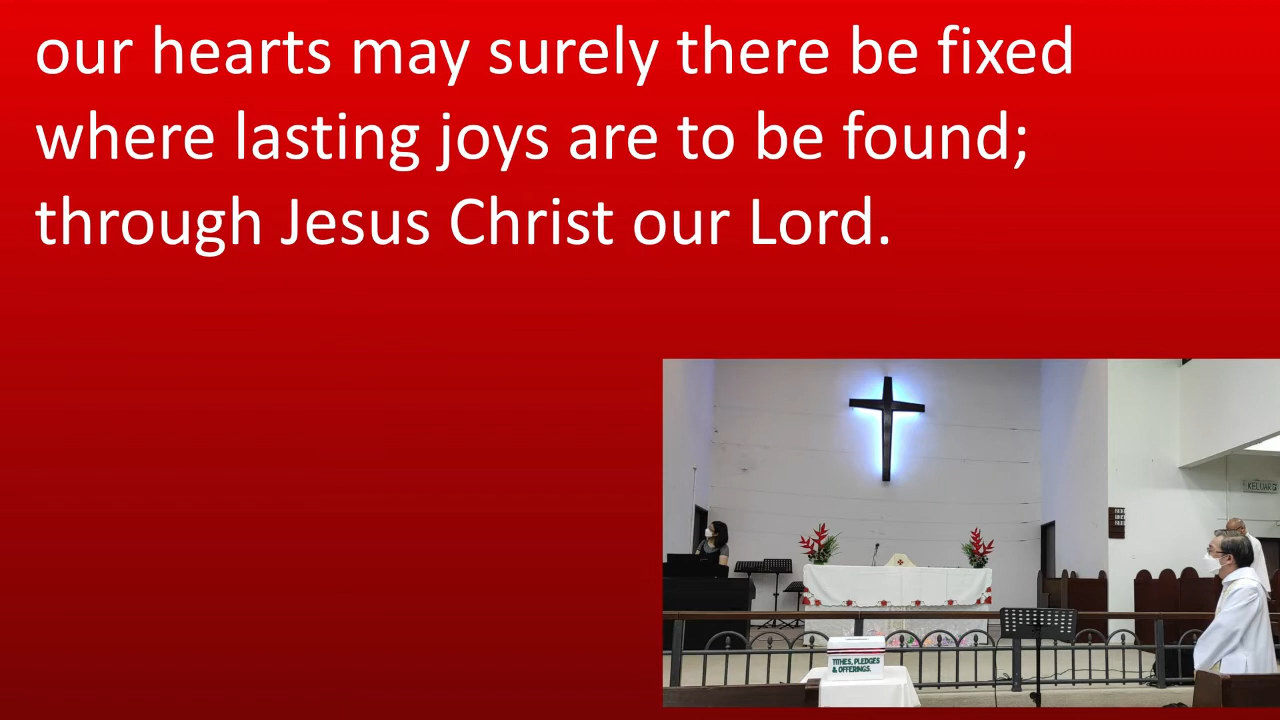 our hearts may surely there be fixed
where lasting joys are to be found;
through Jesus Christ our Lord.
KELUAR
TITHES, PLEDGES
& OFFERINGS.